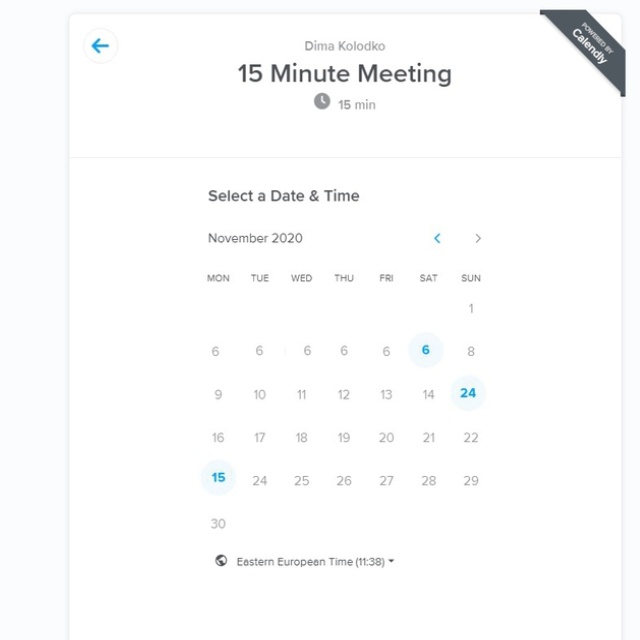 Dima Kolodko
15 Minute Meeting
15 min
POWERED BY
Calendly
Select a Date & Time
November 2020
MON TUE WED THU FRI SAT SUN
1
6 6 6 6 6 6 8
9 10 11 12 13 14 24
16 17 18 19 20 21 22
15 24 25 26 27 28 29
30
Eastern European Time (11:38)